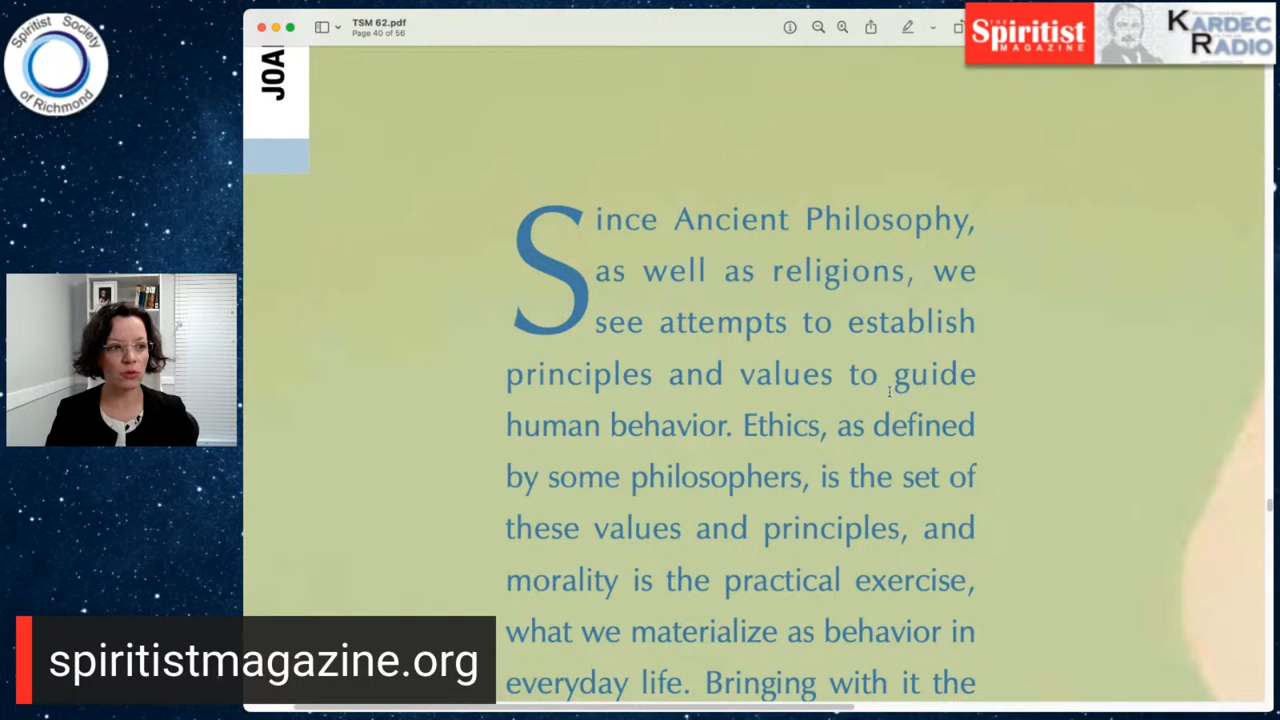 Spiritist Society
of Richmond
TSM 62.pdf
Page 40 of 56
THE
Spiritist
MAGAZINE
KARDEC
RADIO
Since Ancient Philosophy,
as well as religions, we
see attempts to establish
principles and values to guide
human behavior. Ethics, as defined
by some philosophers, is the set of
these values and principles, and
morality is the practical exercise,
what we materialize as behavior in
everyday life. Bringing with it the
spiritistmagazine.org